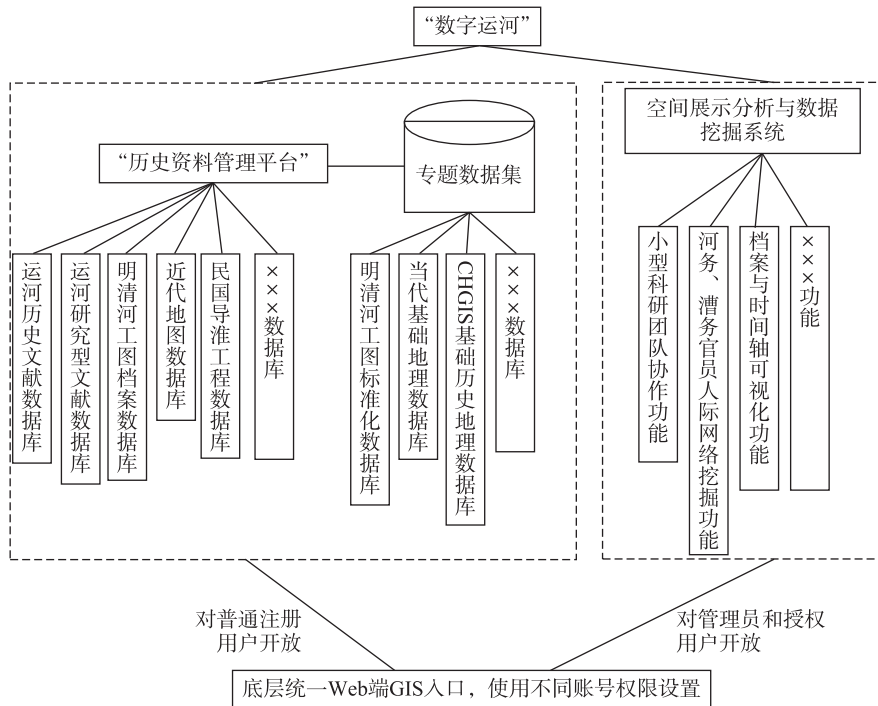 “数字运河”
“历史资料管理平台”
专题数据集
空间展示分析与数据
挖掘系统
运河历史文献数据库
运河研究型文献数据库
明清河工图档案数据库
近代地图数据库
民国导淮工程数据库
×××数据库
明清河工图标准化数据库
当代基础地理数据库
CHGIS基础历史地理数据库
×××数据库
小型科研团队协作功能
河务、漕务官员人际网络挖掘功能
档案与时间轴可视化功能
×××功能
对普通注册
用户开放
对管理员和授权
用户开放
底层统一Web端GIS入口，使用不同账号权限设置